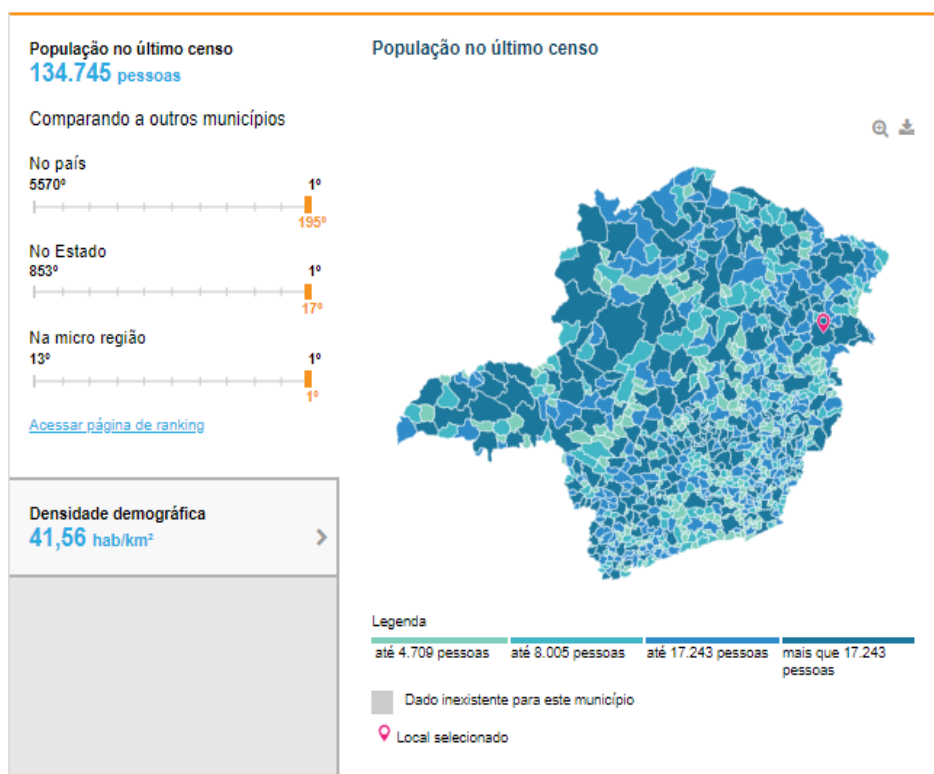 População no último censo
134.745 pessoas
Comparando a outros municípios
No país
5570º 1º
195º
No Estado
853º 1º
17º
Na micro região
13º 1º
1º
Acessar página de ranking
Densidade demográfica
41,56 hab/km²
População no último censo
Legenda
até 4.709 pessoas até 8.005 pessoas até 17.243 pessoas mais que 17.243
pessoas
Dado inexistente para este município
Local selecionado